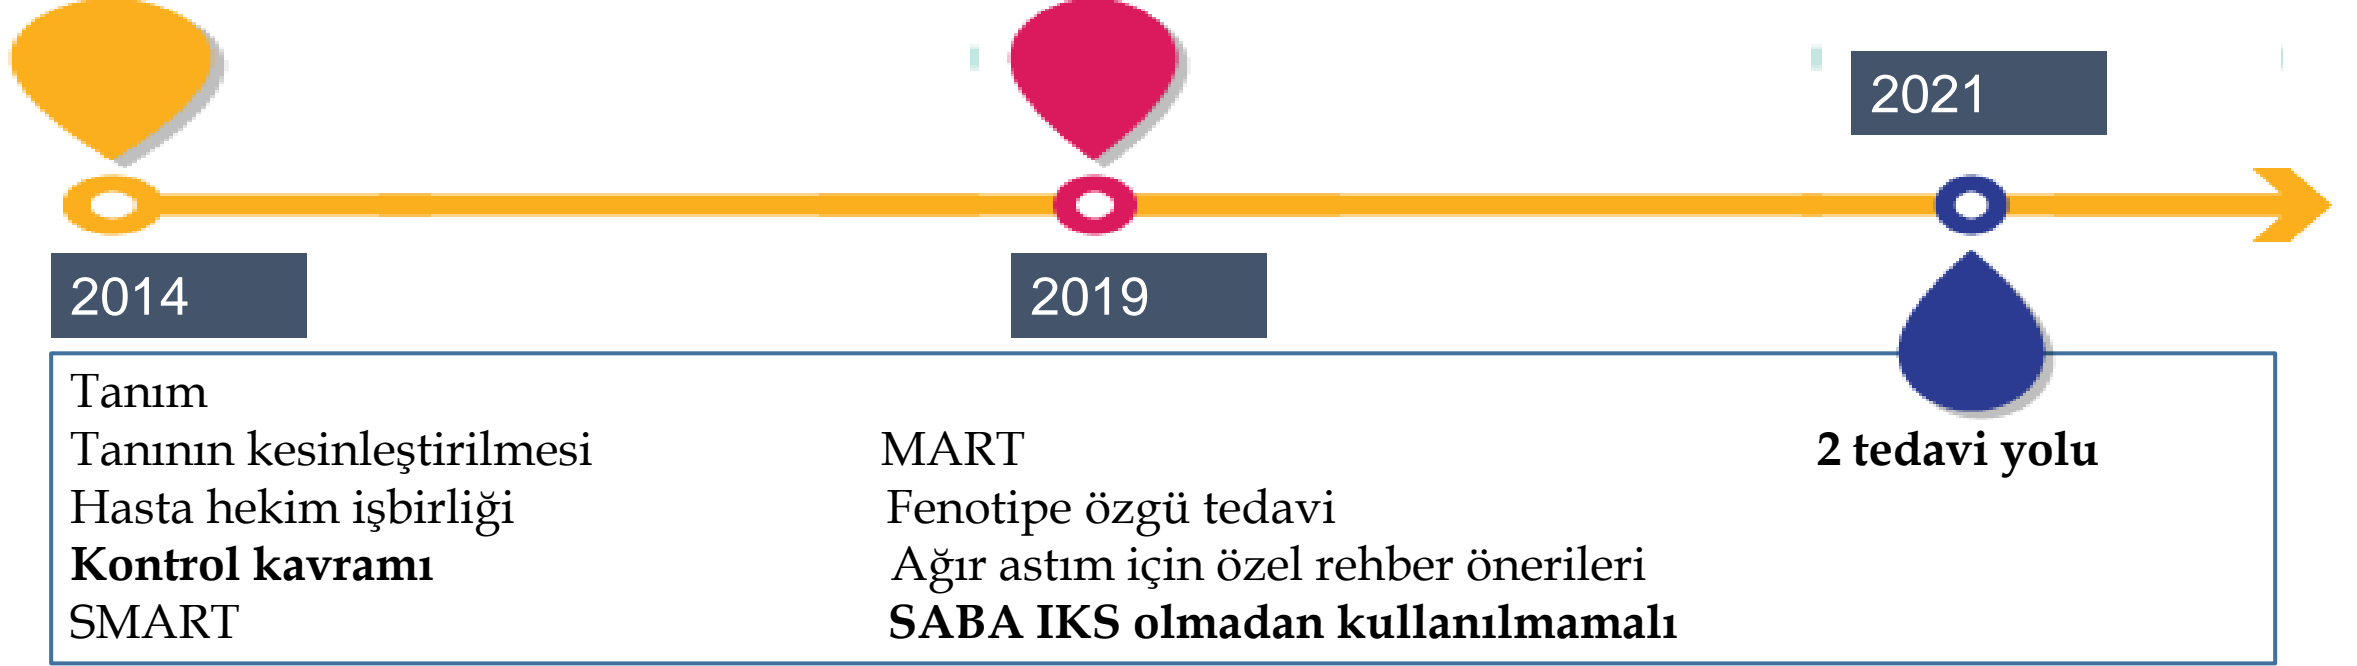 2021
2014
2019
Tanım
Tanının kesinleştirilmesi MART 2 tedavi yolu
Hasta hekim işbirliği Fenotipe özgü tedavi
Kontrol kavramı Ağır astım için özel rehber önerileri
SMART SABA IKS olmadan kullanılmamalı